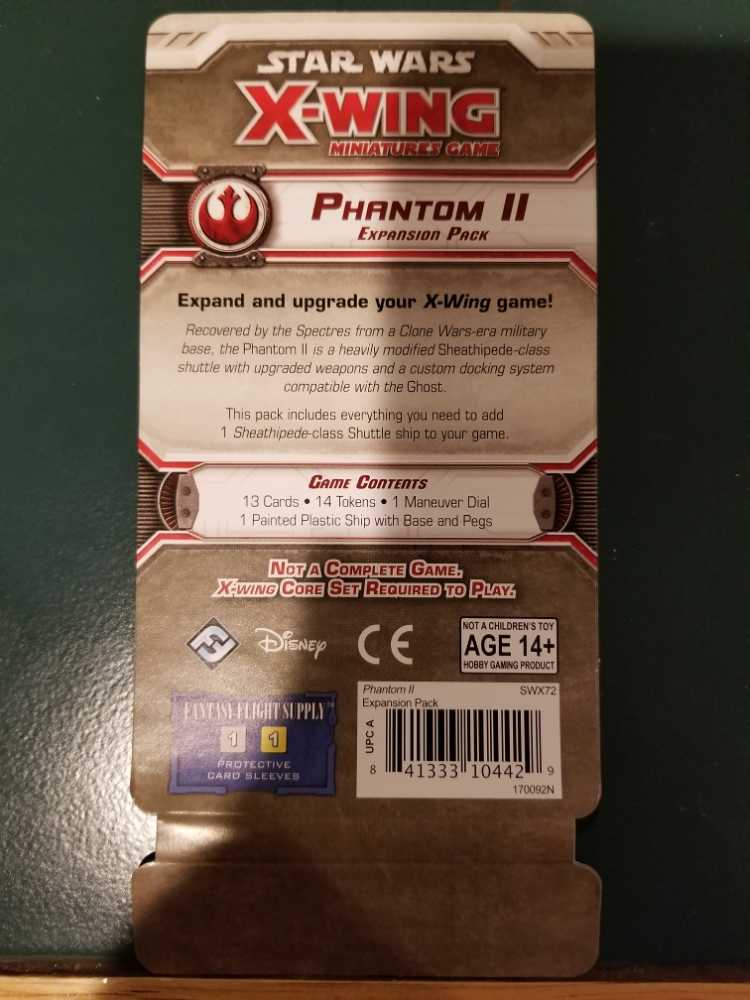 STAR WARS
X-WING
MINIATURES GAME
PHANTOM II
EXPANSION PACK
Expand and upgrade your X-Wing game!
Recovered by the Spectres from a Clone Wars-era military
base, the Phantom II is a heavily modified Sheathipede-class
shuttle with upgraded weapons and a custom docking system
compatible with the Ghost.
This pack includes everything you need to add
1 Sheathipede-class Shuttle ship to your game.
GAME CONTENTS
13 Cards • 14 Tokens • 1 Maneuver Dial
1 Painted Plastic Ship with Base and Pegs
NOT A COMPLETE GAME.
X-WING CORE SET REQUIRED TO PLAY.
DISNEY
CE
NOT A CHILDREN'S TOY
AGE 14+
HOBBY GAMING PRODUCT
FANTASY FLIGHT SUPPLY™
1 1
PROTECTIVE
CARD SLEEVES
Phantom II SWX72
Expansion Pack
UPC A
8 41333 10442 9
170092N